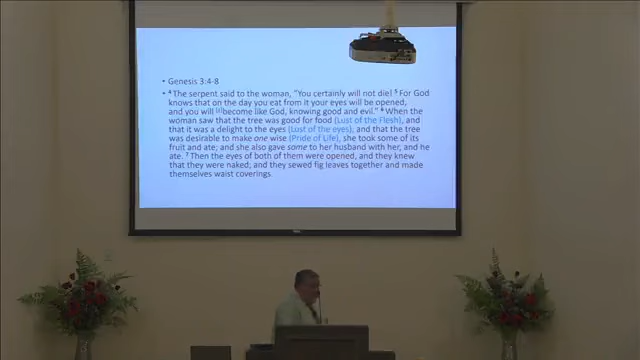 Genesis 3:4-8
4 The serpent said to the woman, "You certainly will not die! 5 For God
knows that on the day you eat from it your eyes will be opened,
and you will [a]become like God, knowing good and evil." 6 When the
woman saw that the tree was good for food (Lust of the Flesh), and
that it was a delight to the eyes (Lust of the eyes), and that the tree
was desirable to make one wise (Pride of Life), she took some of its
fruit and ate; and she also gave some to her husband with her, and he
ate. 7 Then the eyes of both of them were opened, and they knew
that they were naked; and they sewed fig leaves together and made
themselves waist coverings.